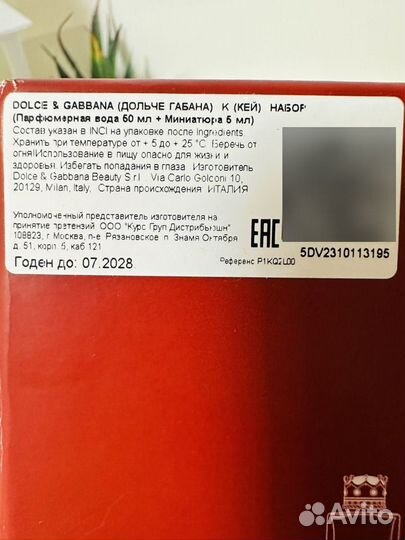 DOLCE & GABBANA (ДОЛЬЧЕ ГАБАНА) K (КЕЙ) НАБОР
(Парфюмерная вода 50 мл + Миниатюра 5 мл)
Состав указан в INCI на упаковке после Ingredients.
Хранить при температуре от + 5 до + 25 °C. Беречь от
огня!Использование в пищу опасно для жизни и
здоровья. Избегать попадания в глаза. Изготовитель
Dolce & Gabbana Beauty S.r.l. Via Carlo Goldoni 10,
20129, Milan, Italy, Страна происхождения: ИТАЛИЯ
Уполномоченный представитель изготовителя на
принятие претензий: ООО "Курс Груп Дистрибьюшн"
109923, г. Москва, п-е. Рязановское, п. Знамя Октября
д. 51, корп. 5, каб 121
EAC
5DV2310113195
Годен до: 07.2028
Референс P1KQ2L00
Avito